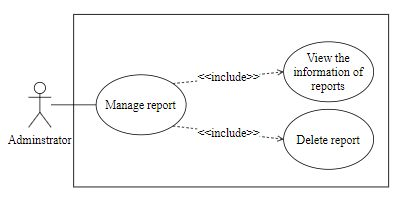 View the
information of
reports
<<include>>
Manage report
<<include>>
Adminstrator
Delete report